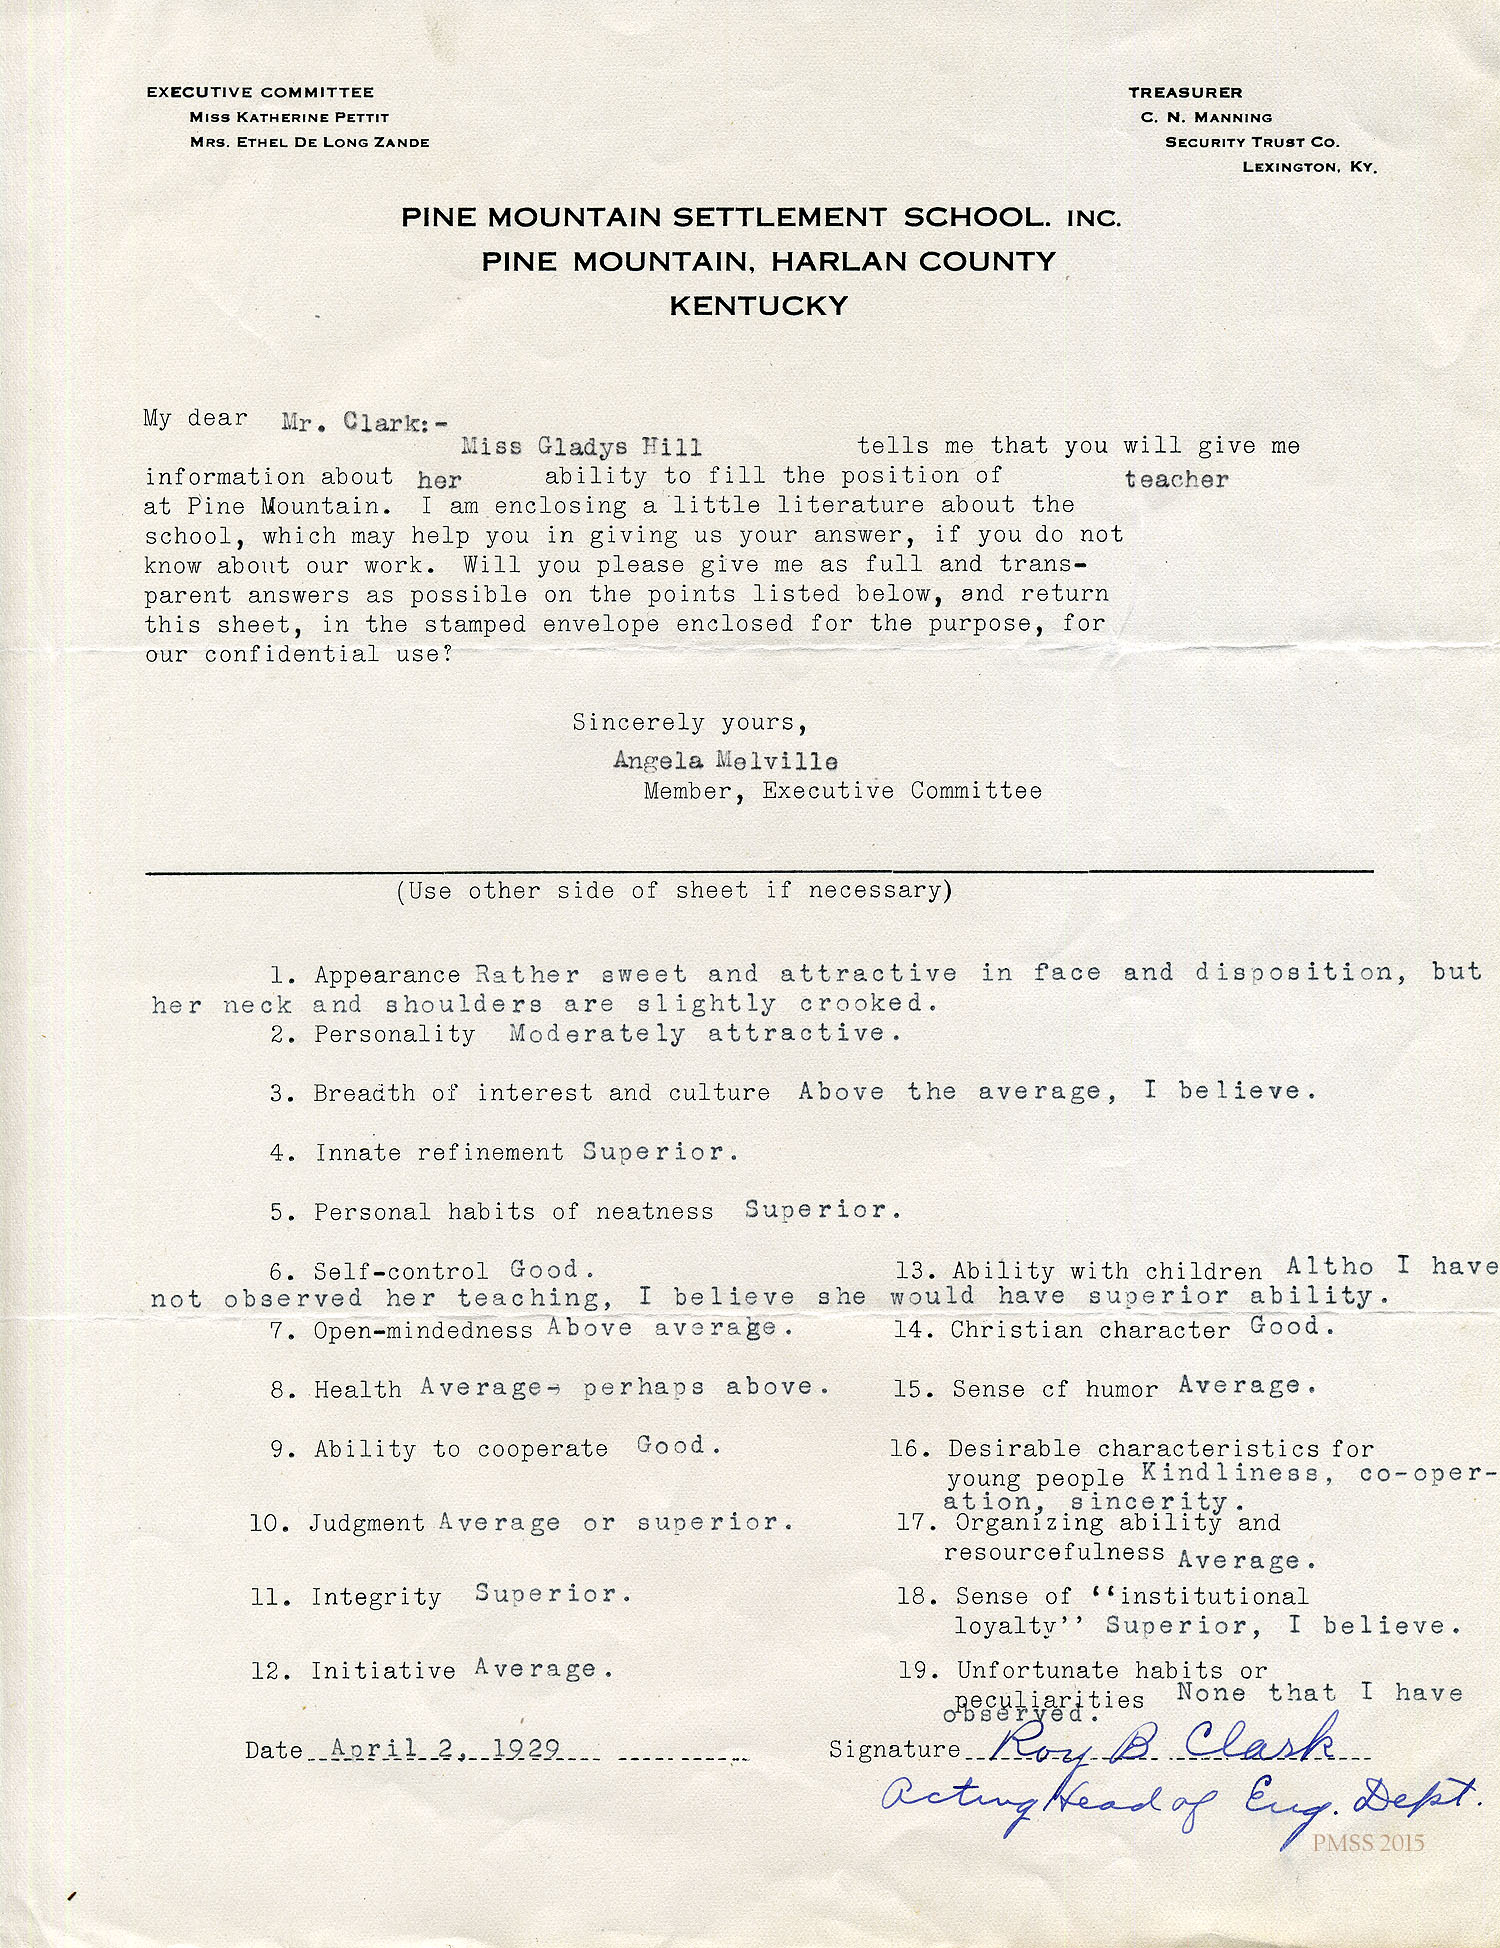 EXECUTIVE COMMITTEE
MISS KATHERINE PETTIT
MRS. ETHEL DE LONG ZANDE
TREASURER
C. N. MANNING
SECURITY TRUST CO.
LEXINGTON, KY.
PINE MOUNTAIN SETTLEMENT SCHOOL. INC.
PINE MOUNTAIN, HARLAN COUNTY
KENTUCKY
My dear Mr. Clark:-
Miss Gladys Hill tells me that you will give me
information about her ability to fill the position of teacher
at Pine Mountain. I am enclosing a little literature about the
school, which may help you in giving us your answer, if you do not
know about our work. Will you please give me as full and trans-
parent answers as possible on the points listed below, and return
this sheet, in the stamped envelope enclosed for the purpose, for
our confidential use?
Sincerely yours,
Angela Melville
Member, Executive Committee
(Use other side of sheet if necessary)
1. Appearance Rather sweet and attractive in face and disposition, but
her neck and shoulders are slightly crooked.
2. Personality Moderately attractive.
3. Breadth of interest and culture Above the average, I believe.
4. Innate refinement Superior.
5. Personal habits of neatness Superior.
6. Self-control Good. 13. Ability with children Altho I have
not observed her teaching, I believe she would have superior ability.
7. Open-mindedness Above average. 14. Christian character Good.
8. Health Average- perhaps above. 15. Sense cf humor Average.
9. Ability to cooperate Good. 16. Desirable characteristics for
young people Kindliness, co-oper-
ation, sincerity.
10. Judgment Average or superior. 17. Organizing ability and
resourcefulness Average.
11. Integrity Superior. 18. Sense of "institutional
loyalty" Superior, I believe.
12. Initiative Average. 19. Unfortunate habits or
peculiarities None that I have
observed.
Date April 2, 1929 Signature Roy B Clark
Acting Head of Eng. Dept.
PMSS 2015